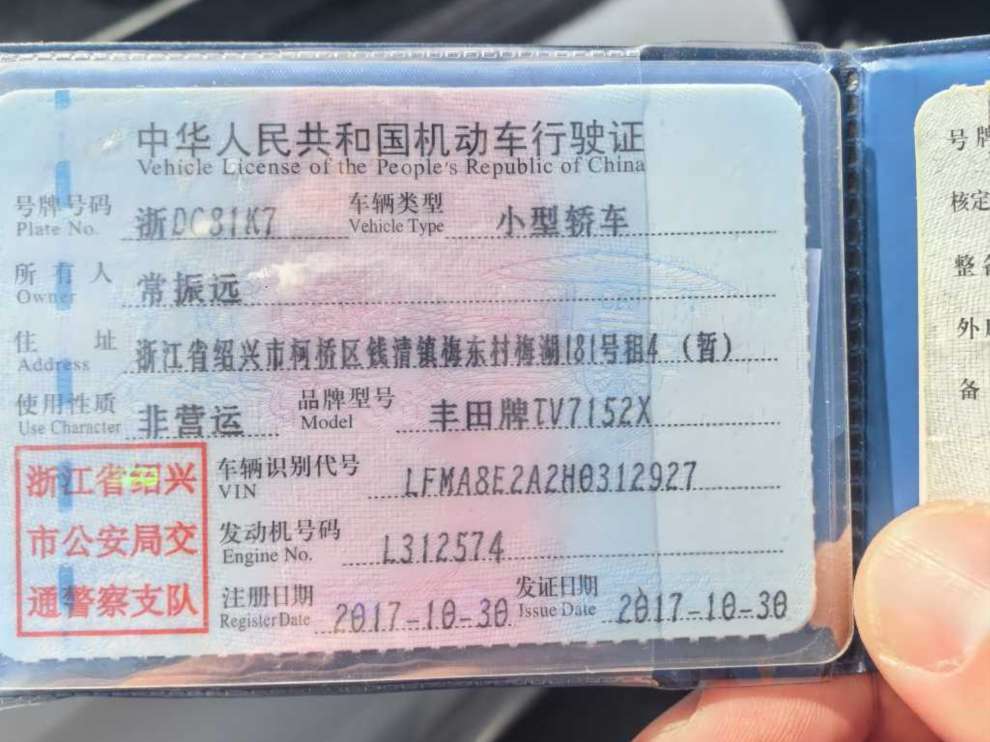 中华人民共和国机动车行驶证
Vehicle License of the People's Republic of China
号牌号码 浙DC81K7 车辆类型 小型轿车
Plate No. Vehicle Type
所有人 常振远
Owner
住址 浙江省绍兴市柯桥区钱清镇梅东村梅湖181号租4（暂）
Address
使用性质 非营运 品牌型号 丰田牌TV7152X
Use Character Model
浙江省绍兴
市公安局交
通警察支队
车辆识别代号 LFMA8E2A2H0312927
VIN
发动机号码 L312574
Engine No.
注册日期 2017-10-30 发证日期 2017-10-30
Register Date Issue Date
号牌
核定
整备
外
备